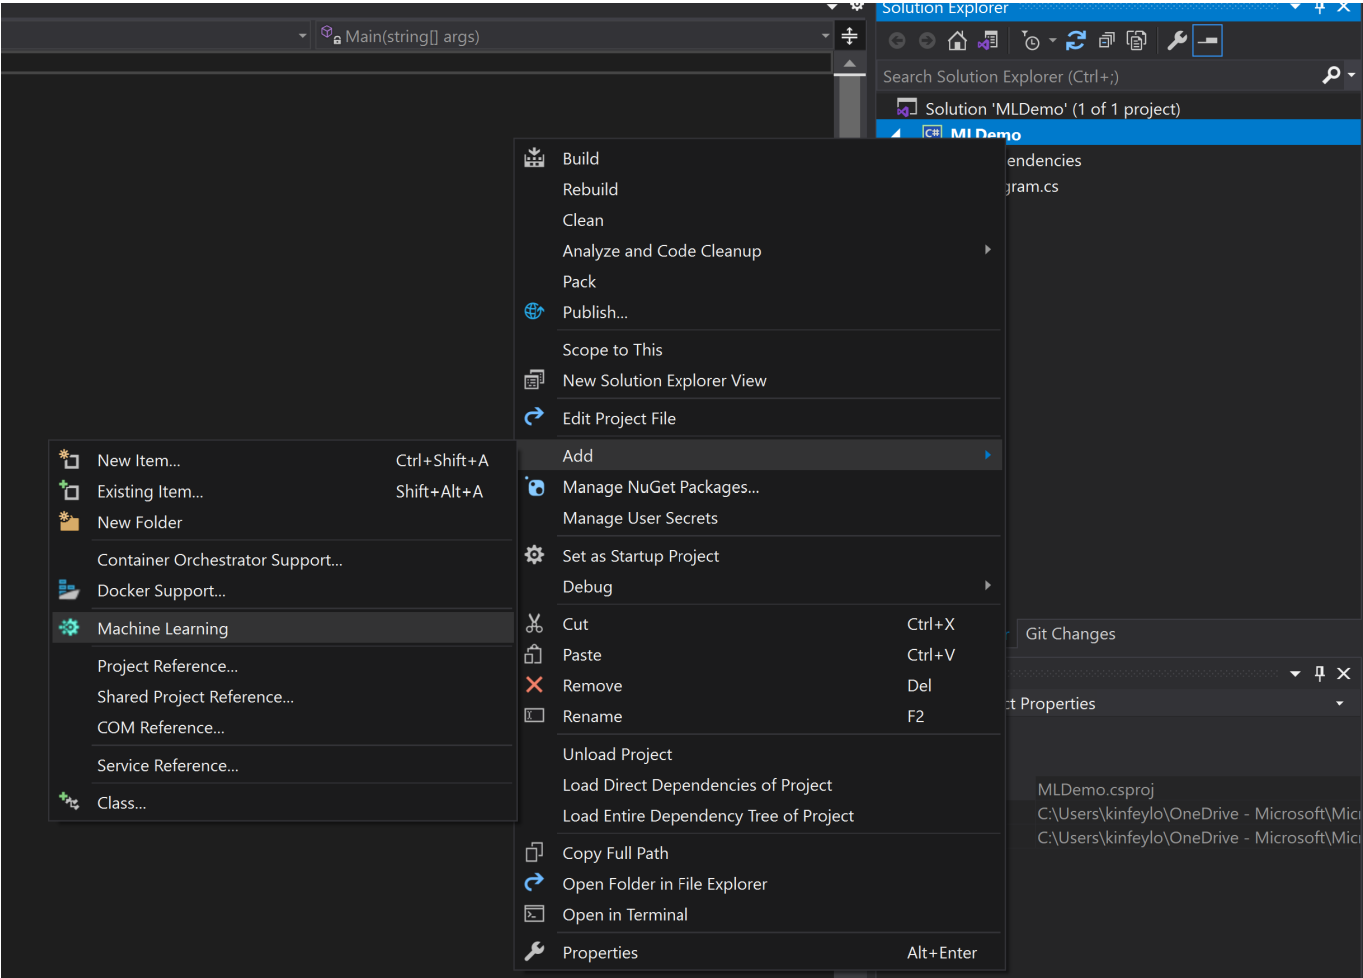 Solution Explorer
Main(string[] args)
Search Solution Explorer (Ctrl+;)
Solution 'MLDemo' (1 of 1 project)
C# MLDemo
endencies
gram.cs
Build
Rebuild
Clean
Analyze and Code Cleanup
Pack
Publish...
Scope to This
New Solution Explorer View
Edit Project File
Add
Manage NuGet Packages...
Manage User Secrets
Set as Startup Project
Debug
Cut Ctrl+X
Paste Ctrl+V
Remove Del
Rename F2
Unload Project
Load Direct Dependencies of Project
Load Entire Dependency Tree of Project
Copy Full Path
Open Folder in File Explorer
Open in Terminal
Properties Alt+Enter
New Item... Ctrl+Shift+A
Existing Item... Shift+Alt+A
New Folder
Container Orchestrator Support...
Docker Support...
Machine Learning
Project Reference...
Shared Project Reference...
COM Reference...
Service Reference...
Class...
Git Changes
ct Properties
MLDemo.csproj
C:\Users\kinfeylo\OneDrive - Microsoft\Mic
C:\Users\kinfeylo\OneDrive - Microsoft\Mic